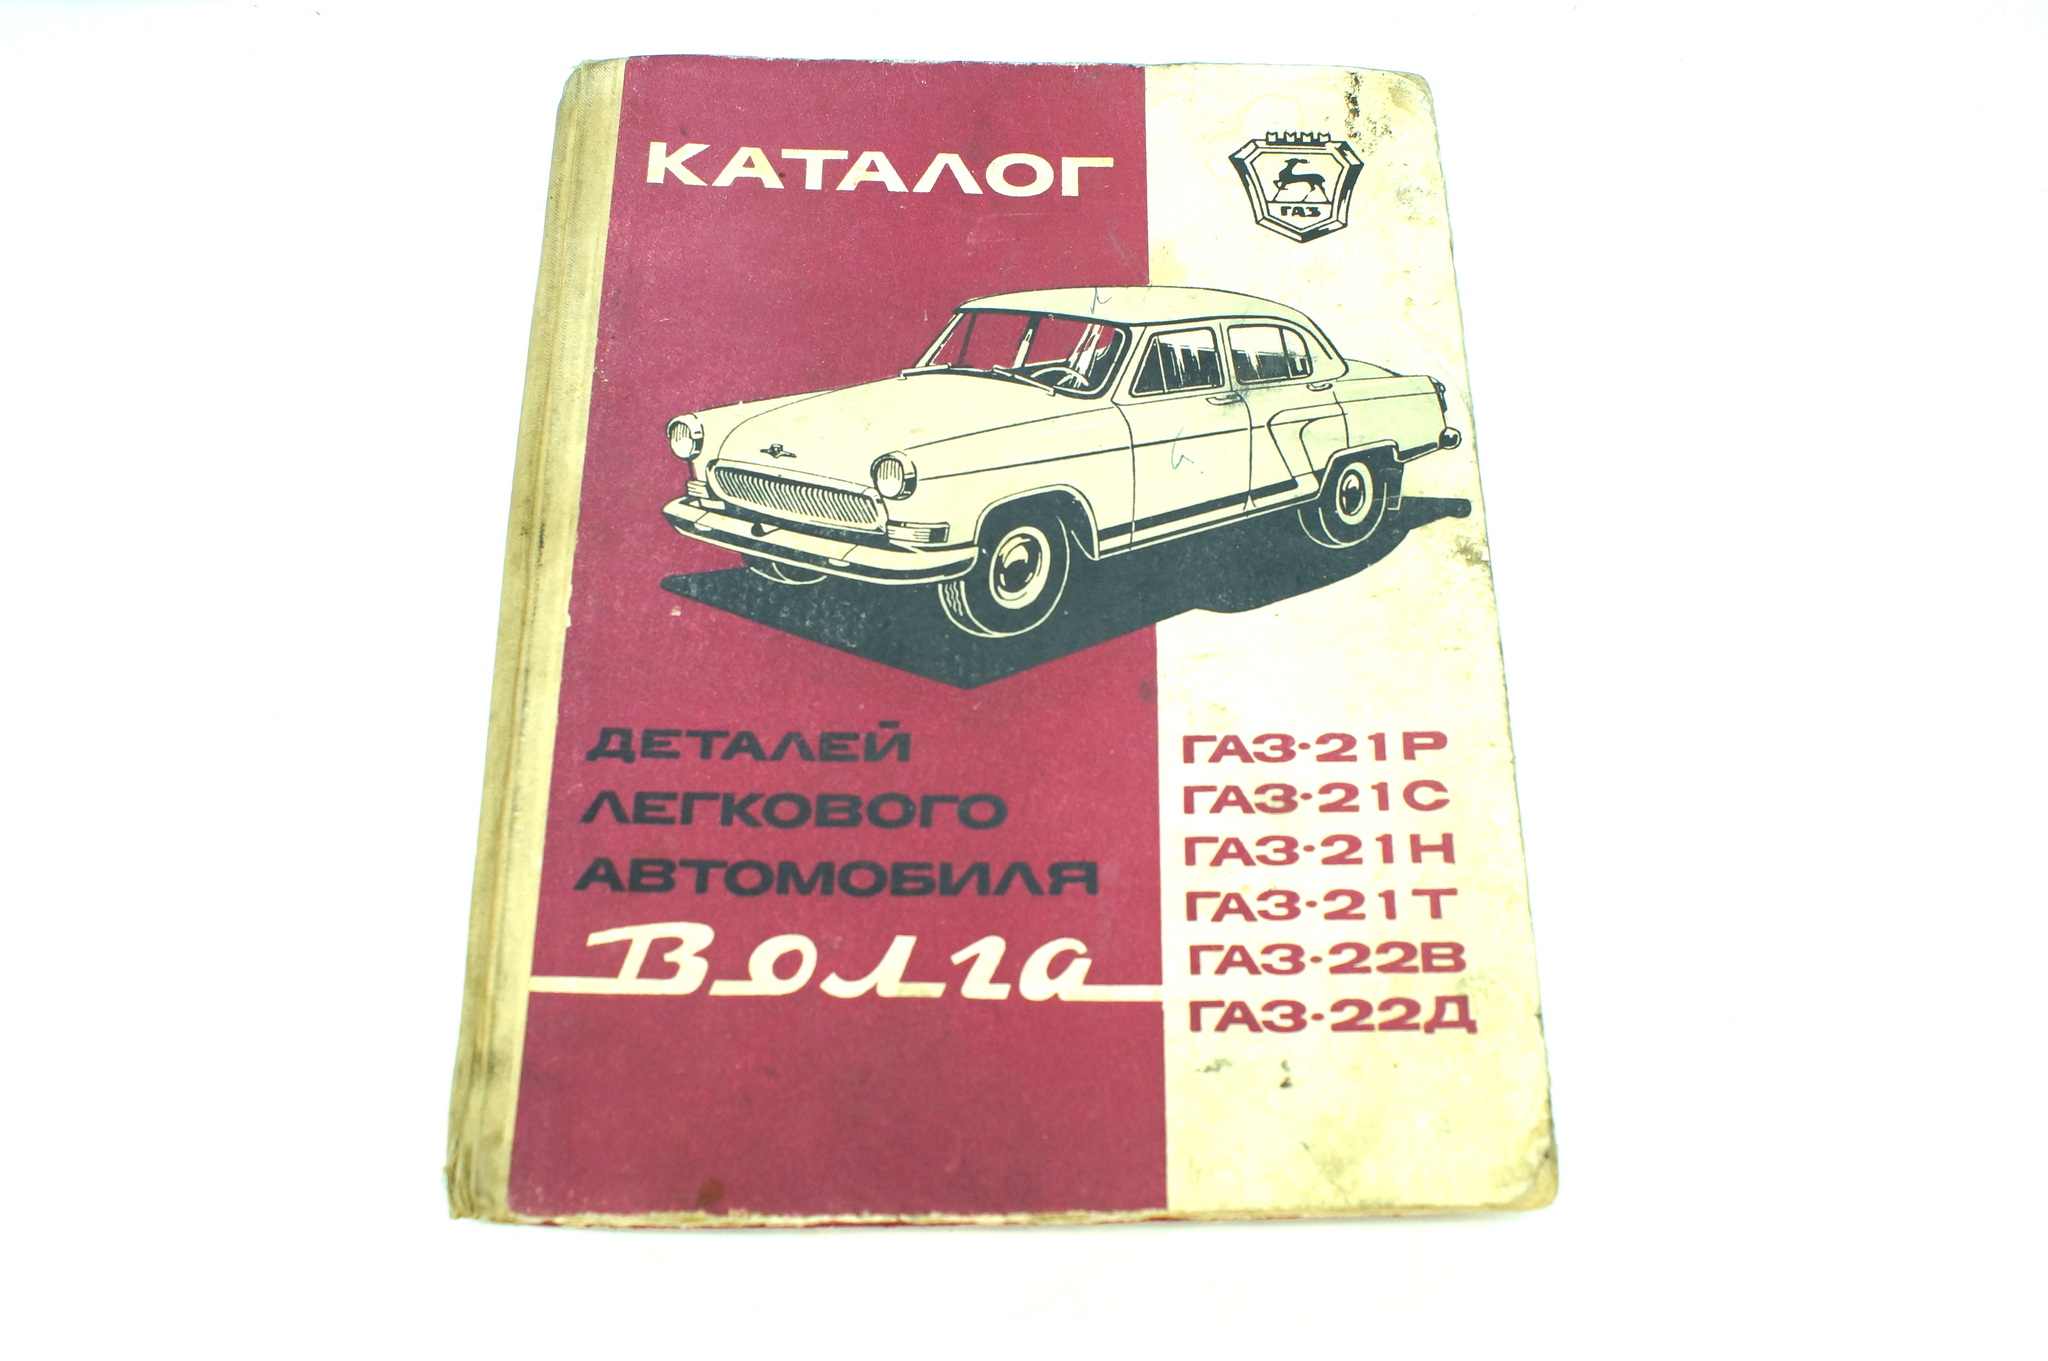 КАТАЛОГ
ГАЗ
ДЕТАЛЕЙ
ЛЕГКОВОГО
АВТОМОБИЛЯ
Волга
ГАЗ-21Р
ГАЗ-21С
ГАЗ-21Н
ГАЗ-21Т
ГАЗ-22В
ГАЗ-22Д